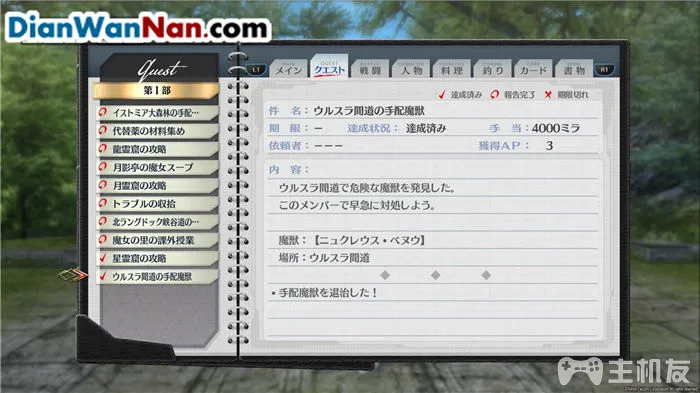 DianWanNan.com
quest
第Ⅰ部
イストミア大森林の手配…
代替薬の材料集め
龍霊窟の攻略
月影亭の魔女スープ
月霊窟の攻略
トラブルの収拾
北ラングドック峡谷道の…
魔女の里の課外授業
星霊窟の攻略
ウルスラ間道の手配魔獣
L1 メイン クエスト 戦闘 人物 料理 釣り カード 書物 R1
達成済み 報告完了 期限切れ
件 名：ウルスラ間道の手配魔獣
期 限：－ 達成状況：達成済み 手 当：4000ミラ
依頼者：－－－ 獲得AP：3
内 容：
ウルスラ間道で危険な魔獣を発見した。
このメンバーで早急に対処しよう。
魔獣：【ニュクレウス・ベヌウ】
場所：ウルスラ間道
・手配魔獣を退治した！
主机友